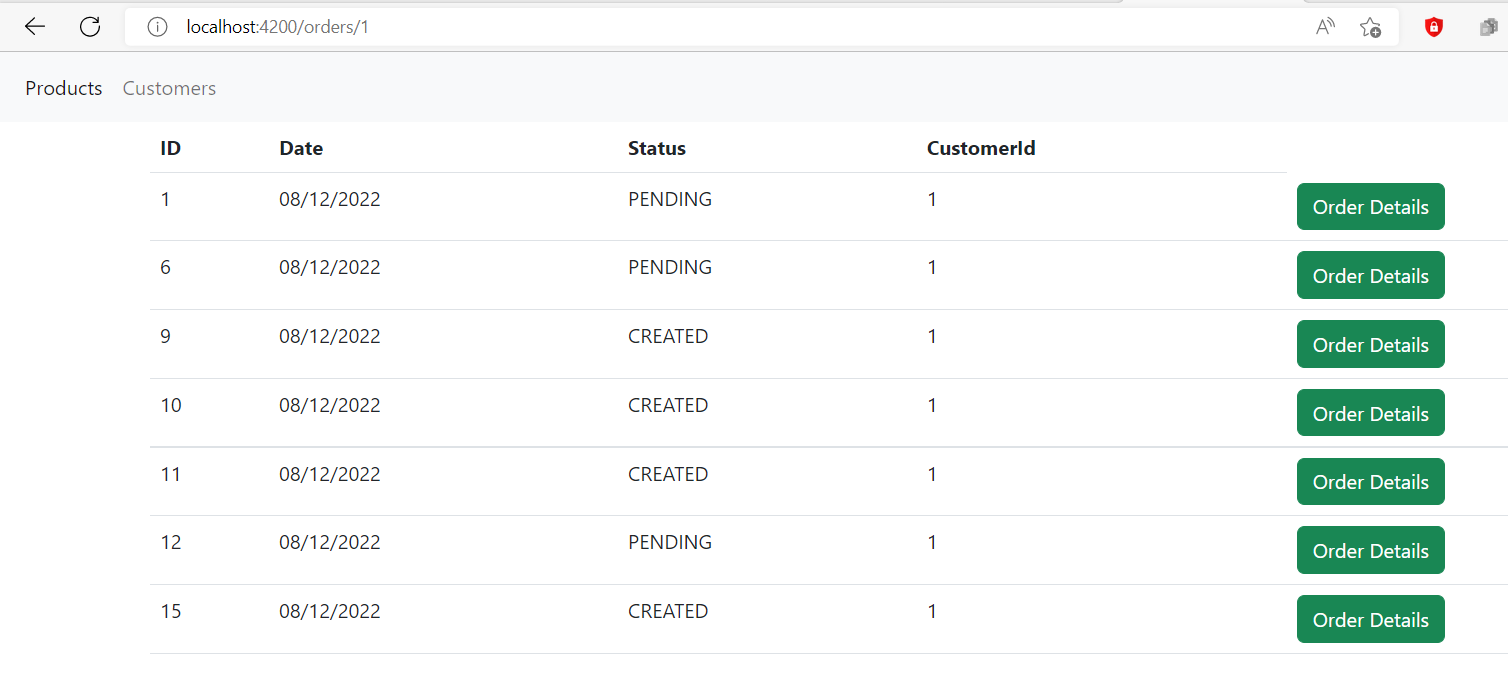 localhost:4200/orders/1
Products Customers
ID Date Status CustomerId
1 08/12/2022 PENDING 1 Order Details
6 08/12/2022 PENDING 1 Order Details
9 08/12/2022 CREATED 1 Order Details
10 08/12/2022 CREATED 1 Order Details
11 08/12/2022 CREATED 1 Order Details
12 08/12/2022 PENDING 1 Order Details
15 08/12/2022 CREATED 1 Order Details